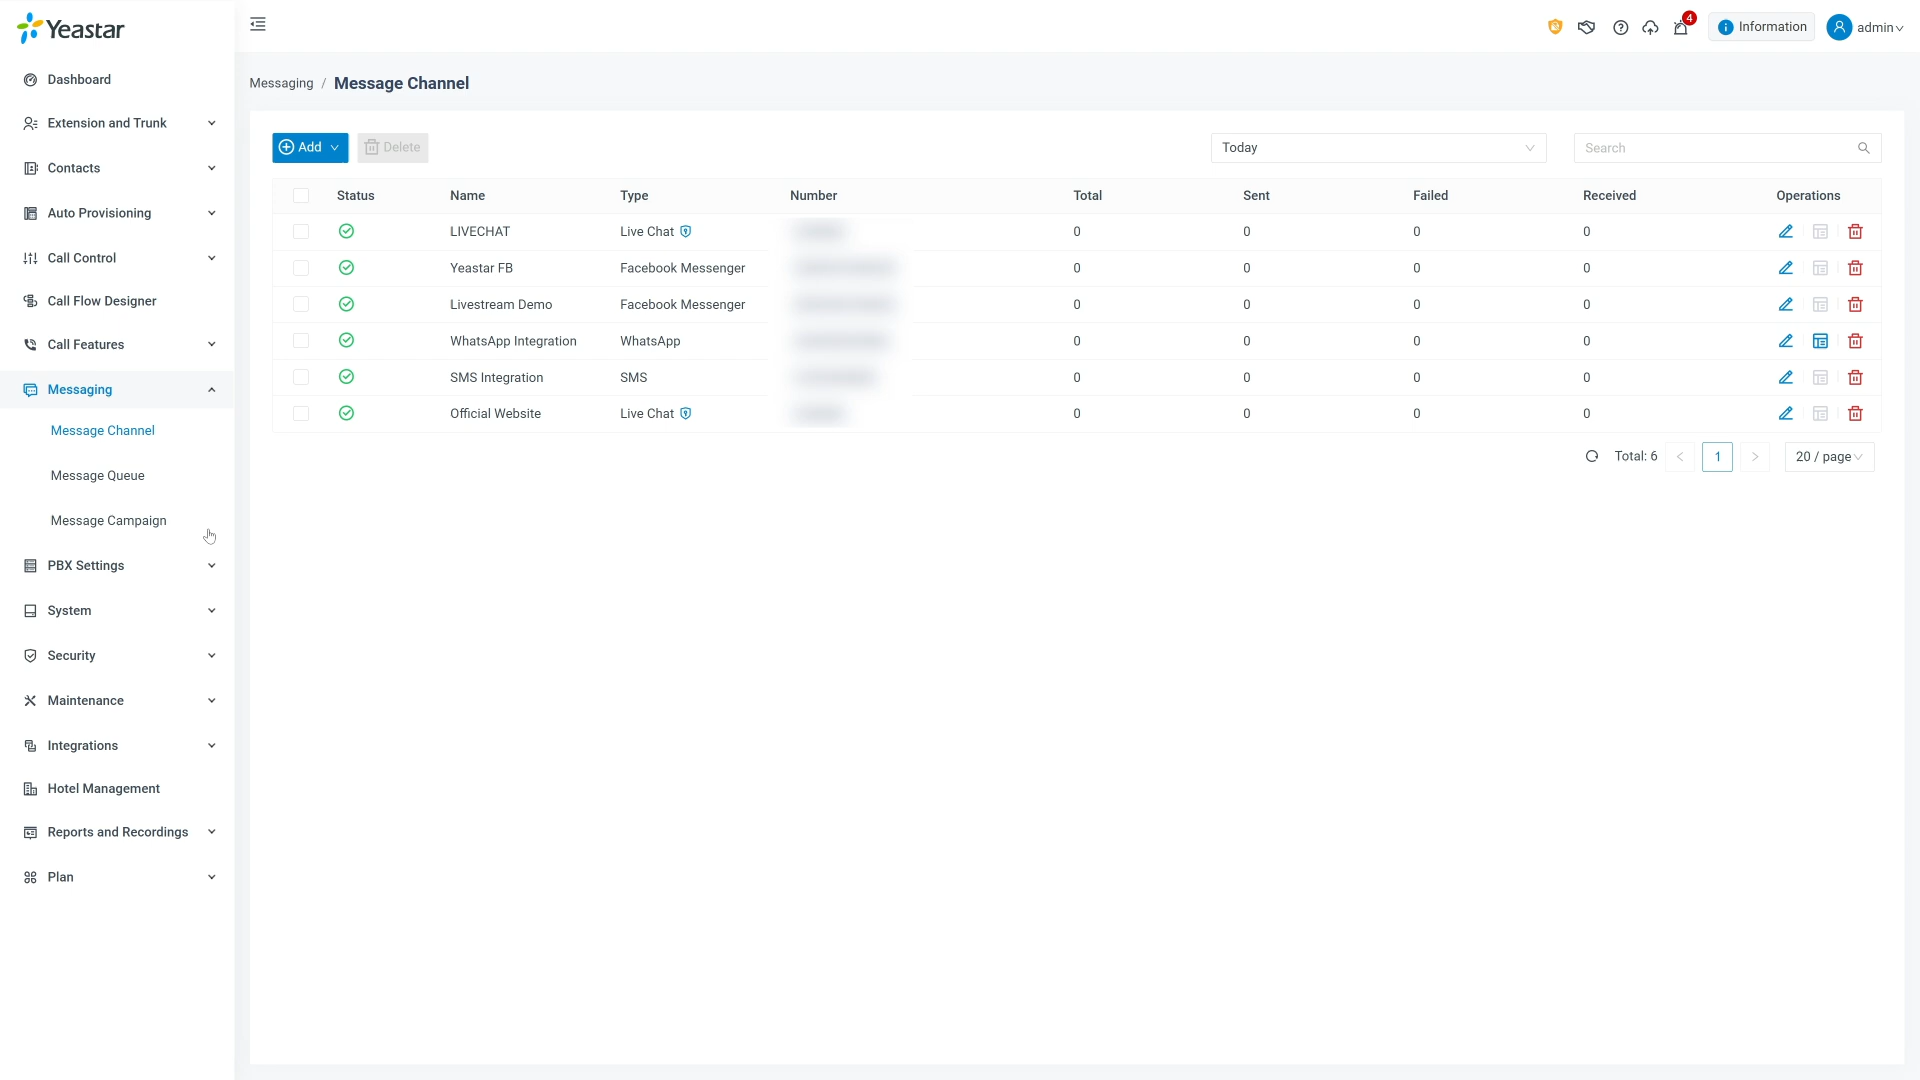 Yeastar
4
Information
admin
Dashboard
Extension and Trunk
Contacts
Auto Provisioning
Call Control
Call Flow Designer
Call Features
Messaging
Message Channel
Message Queue
Message Campaign
PBX Settings
System
Security
Maintenance
Integrations
Hotel Management
Reports and Recordings
Plan
Messaging / Message Channel
Add Delete Today Search
Status Name Type Number Total Sent Failed Received Operations
LIVECHAT Live Chat 0 0 0 0
Yeastar FB Facebook Messenger 0 0 0 0
Livestream Demo Facebook Messenger 0 0 0 0
WhatsApp Integration WhatsApp 0 0 0 0
SMS Integration SMS 0 0 0 0
Official Website Live Chat 0 0 0 0
Total: 6 < 1 > 20 / page